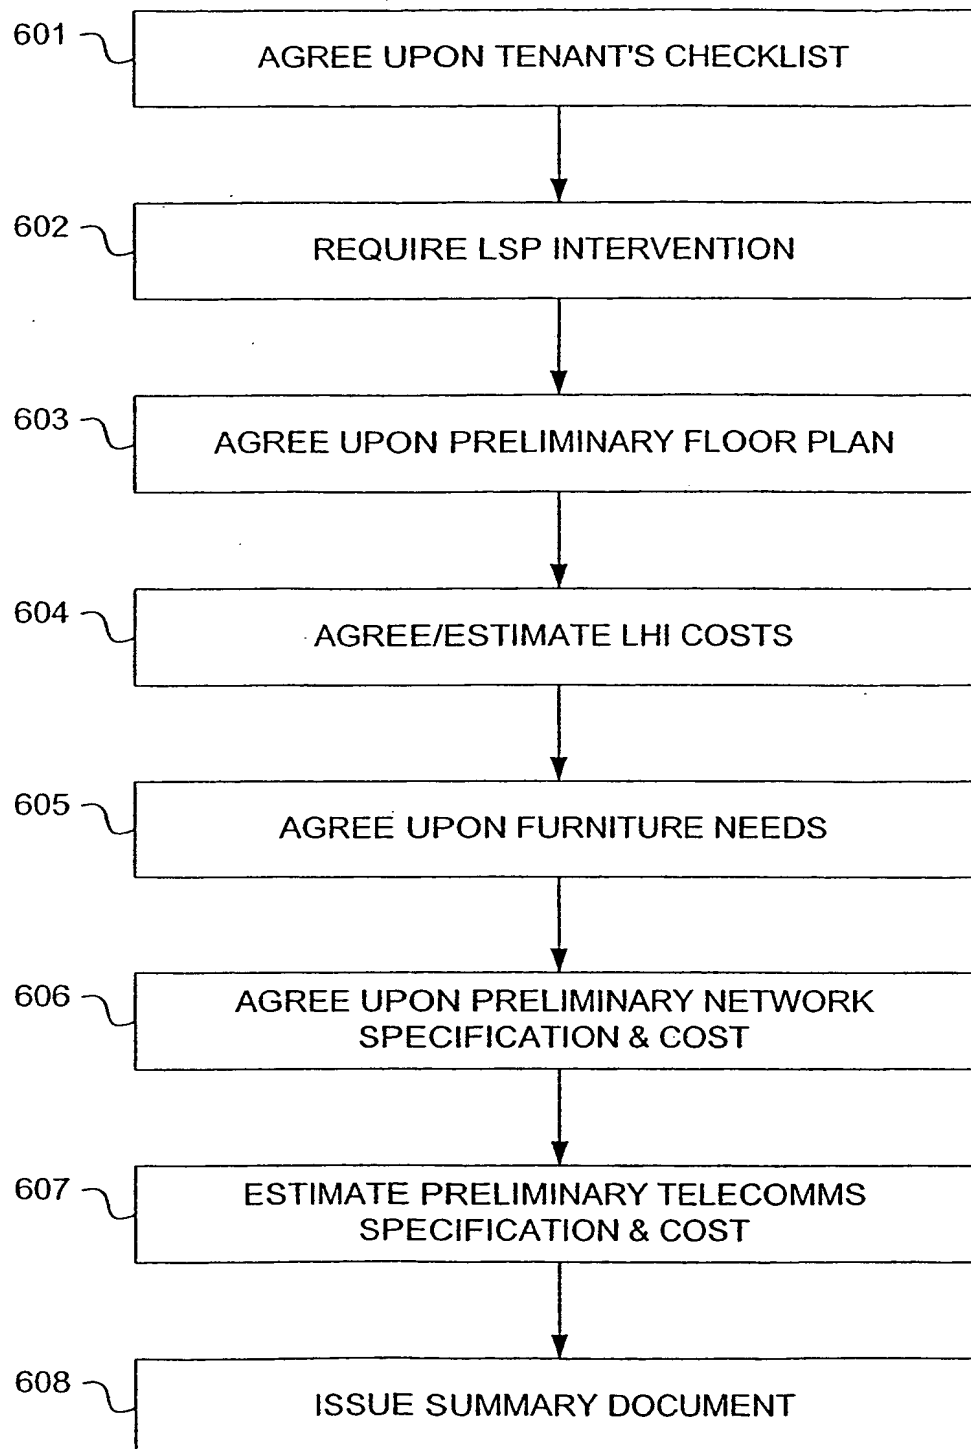 601
AGREE UPON TENANT'S CHECKLIST
602
REQUIRE LSP INTERVENTION
603
AGREE UPON PRELIMINARY FLOOR PLAN
604
AGREE/ESTIMATE LHI COSTS
605
AGREE UPON FURNITURE NEEDS
606
AGREE UPON PRELIMINARY NETWORK
SPECIFICATION & COST
607
ESTIMATE PRELIMINARY TELECOMMS
SPECIFICATION & COST
608
ISSUE SUMMARY DOCUMENT